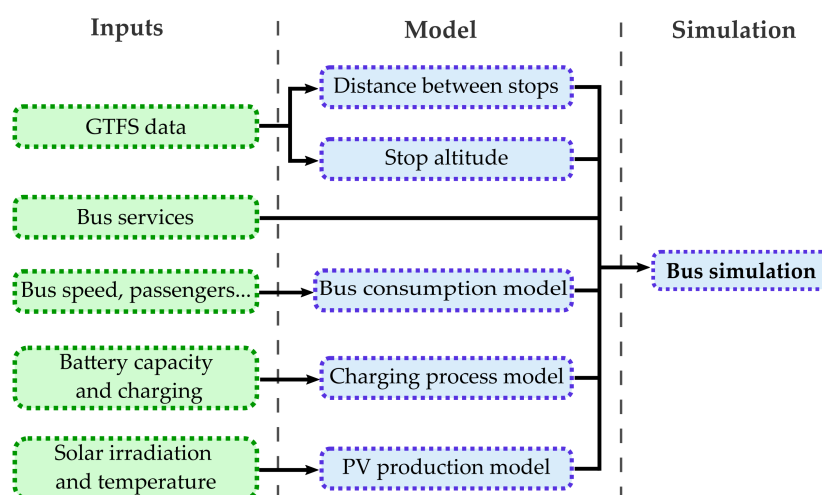 Inputs
Model
Simulation
Distance between stops
GTFS data
Stop altitude
Bus services
Bus simulation
Bus speed, passengers...
Bus consumption model
Battery capacity
and charging
Charging process model
Solar irradiation
and temperature
PV production model